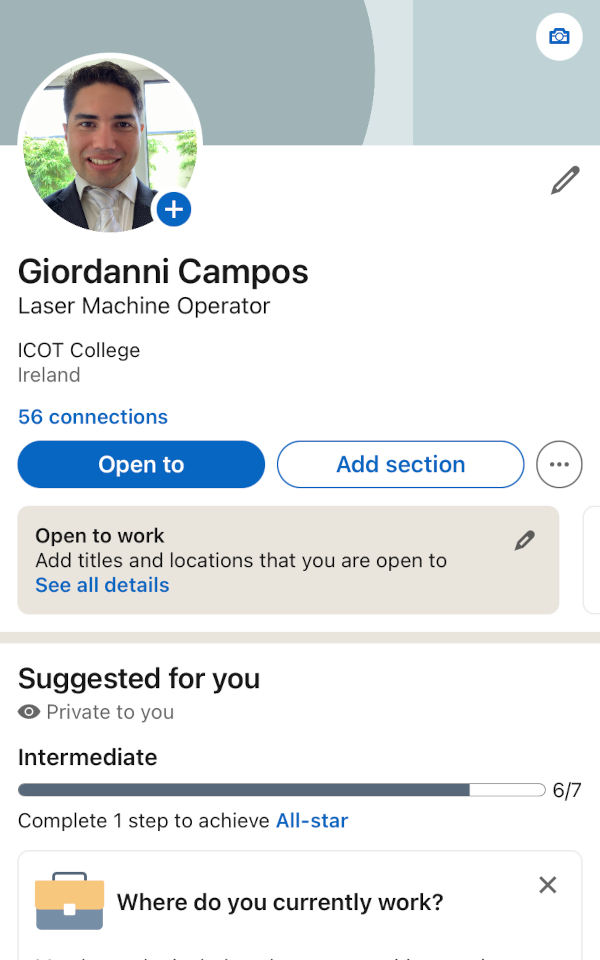 Giordanni Campos
Laser Machine Operator
ICOT College
Ireland
56 connections
Open to
Add section
Open to work
Add titles and locations that you are open to
See all details
Suggested for you
Private to you
Intermediate
6/7
Complete 1 step to achieve All-star
Where do you currently work?